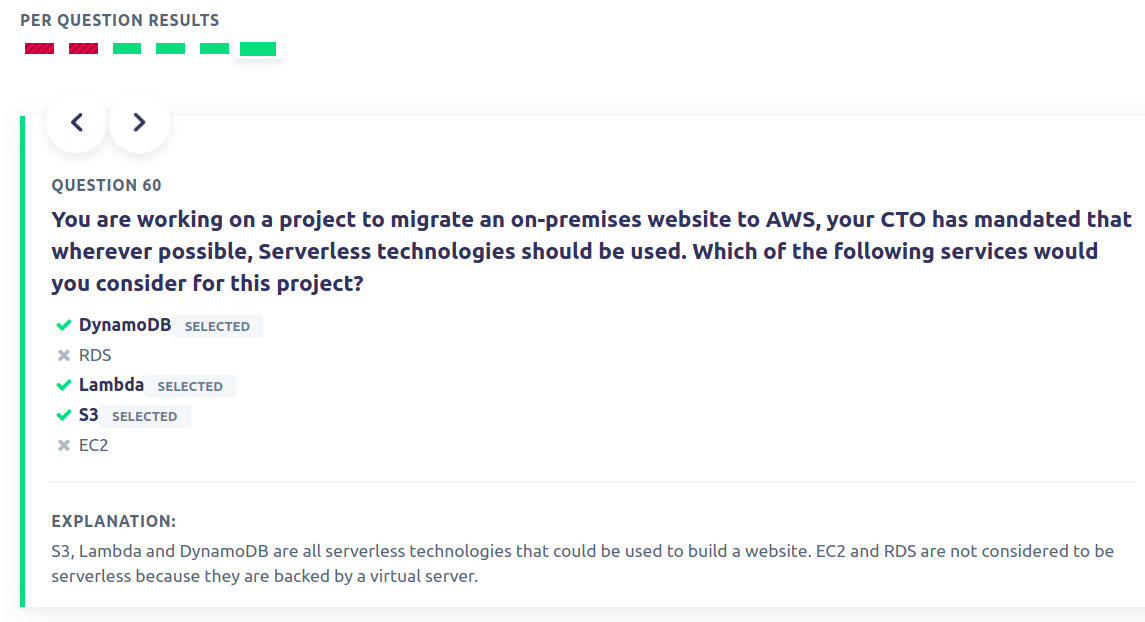 PER QUESTION RESULTS
QUESTION 60
You are working on a project to migrate an on-premises website to AWS, your CTO has mandated that
wherever possible, Serverless technologies should be used. Which of the following services would
you consider for this project?
DynamoDB SELECTED
RDS
Lambda SELECTED
S3 SELECTED
EC2
EXPLANATION:
S3, Lambda and DynamoDB are all serverless technologies that could be used to build a website. EC2 and RDS are not considered to be
serverless because they are backed by a virtual server.